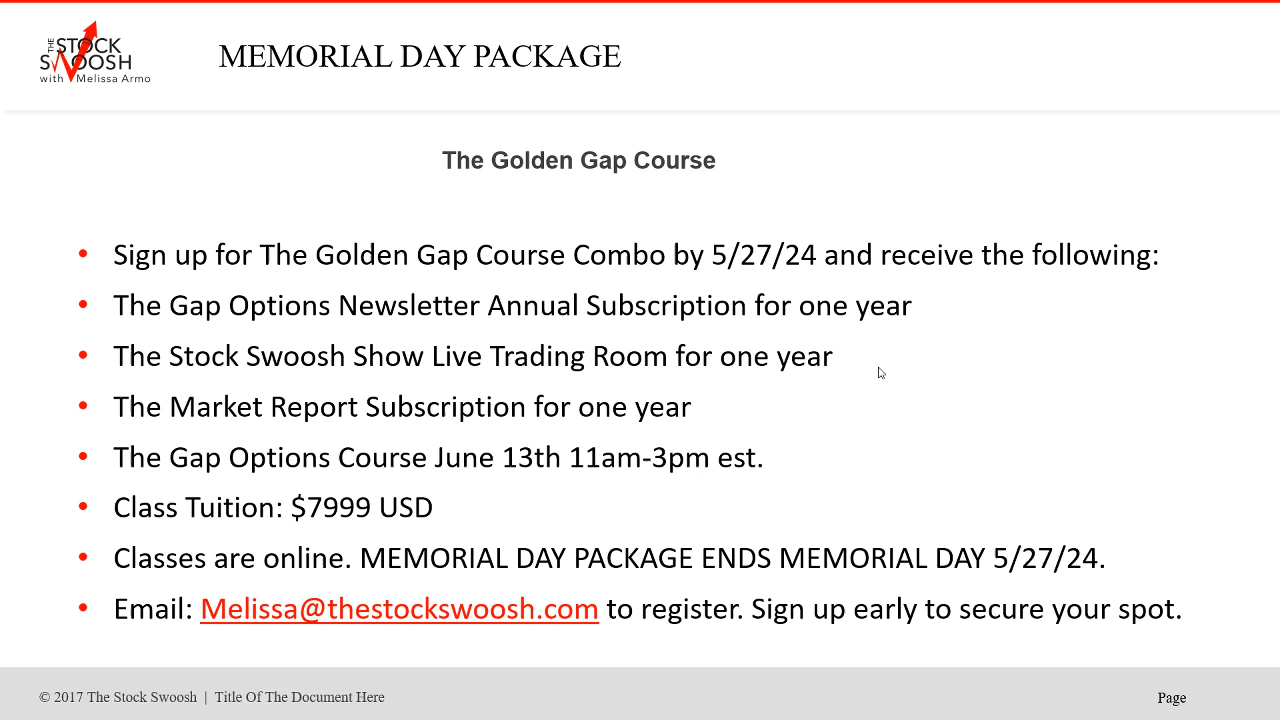 THE STOCK
SWOOSH
with Melissa Armo
MEMORIAL DAY PACKAGE
The Golden Gap Course
• Sign up for The Golden Gap Course Combo by 5/27/24 and receive the following:
• The Gap Options Newsletter Annual Subscription for one year
• The Stock Swoosh Show Live Trading Room for one year
• The Market Report Subscription for one year
• The Gap Options Course June 13th 11am-3pm est.
• Class Tuition: $7999 USD
• Classes are online. MEMORIAL DAY PACKAGE ENDS MEMORIAL DAY 5/27/24.
• Email: Melissa@thestockswoosh.com to register. Sign up early to secure your spot.
© 2017 The Stock Swoosh | Title Of The Document Here
Page